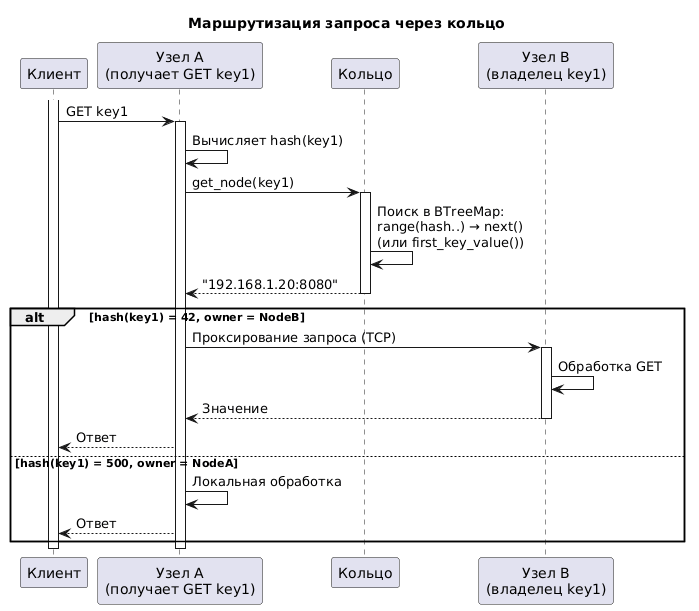 Маршрутизация запроса через кольцо
Клиент
Узел A
(получает GET key1)
Кольцо
Узел B
(владелец key1)
GET key1
Вычисляет hash(key1)
get_node(key1)
Поиск в BTreeMap:
range(hash..) → next()
(или first_key_value())
"192.168.1.20:8080"
alt
[hash(key1) = 42, owner = NodeB]
Проксирование запроса (TCP)
Обработка GET
Значение
Ответ
[hash(key1) = 500, owner = NodeA]
Локальная обработка
Ответ
Клиент
Узел A
(получает GET key1)
Кольцо
Узел B
(владелец key1)